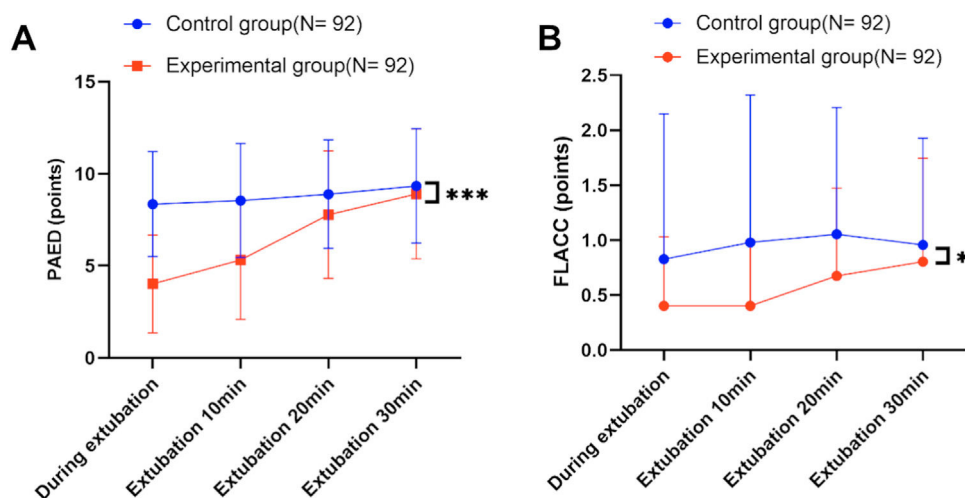 A
Control group(N= 92)
Experimental group(N= 92)
15
10
5
0
PAED (points)
***
During extubation
Extubation 10min
Extubation 20min
Extubation 30min
B
Control group(N= 92)
Experimental group(N= 92)
2.5
2.0
1.5
1.0
0.5
0.0
FLACC (points)
*
During extubation
Extubation 10min
Extubation 20min
Extubation 30min